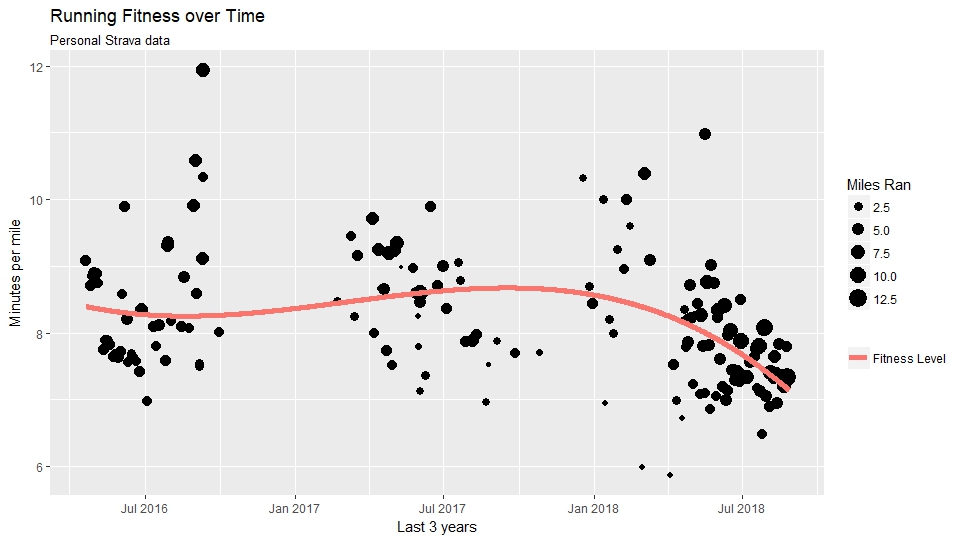 Running Fitness over Time
Personal Strava data
Minutes per mile
12
10
8
6
Jul 2016
Jan 2017
Jul 2017
Jan 2018
Jul 2018
Last 3 years
Miles Ran
2.5
5.0
7.5
10.0
12.5
Fitness Level